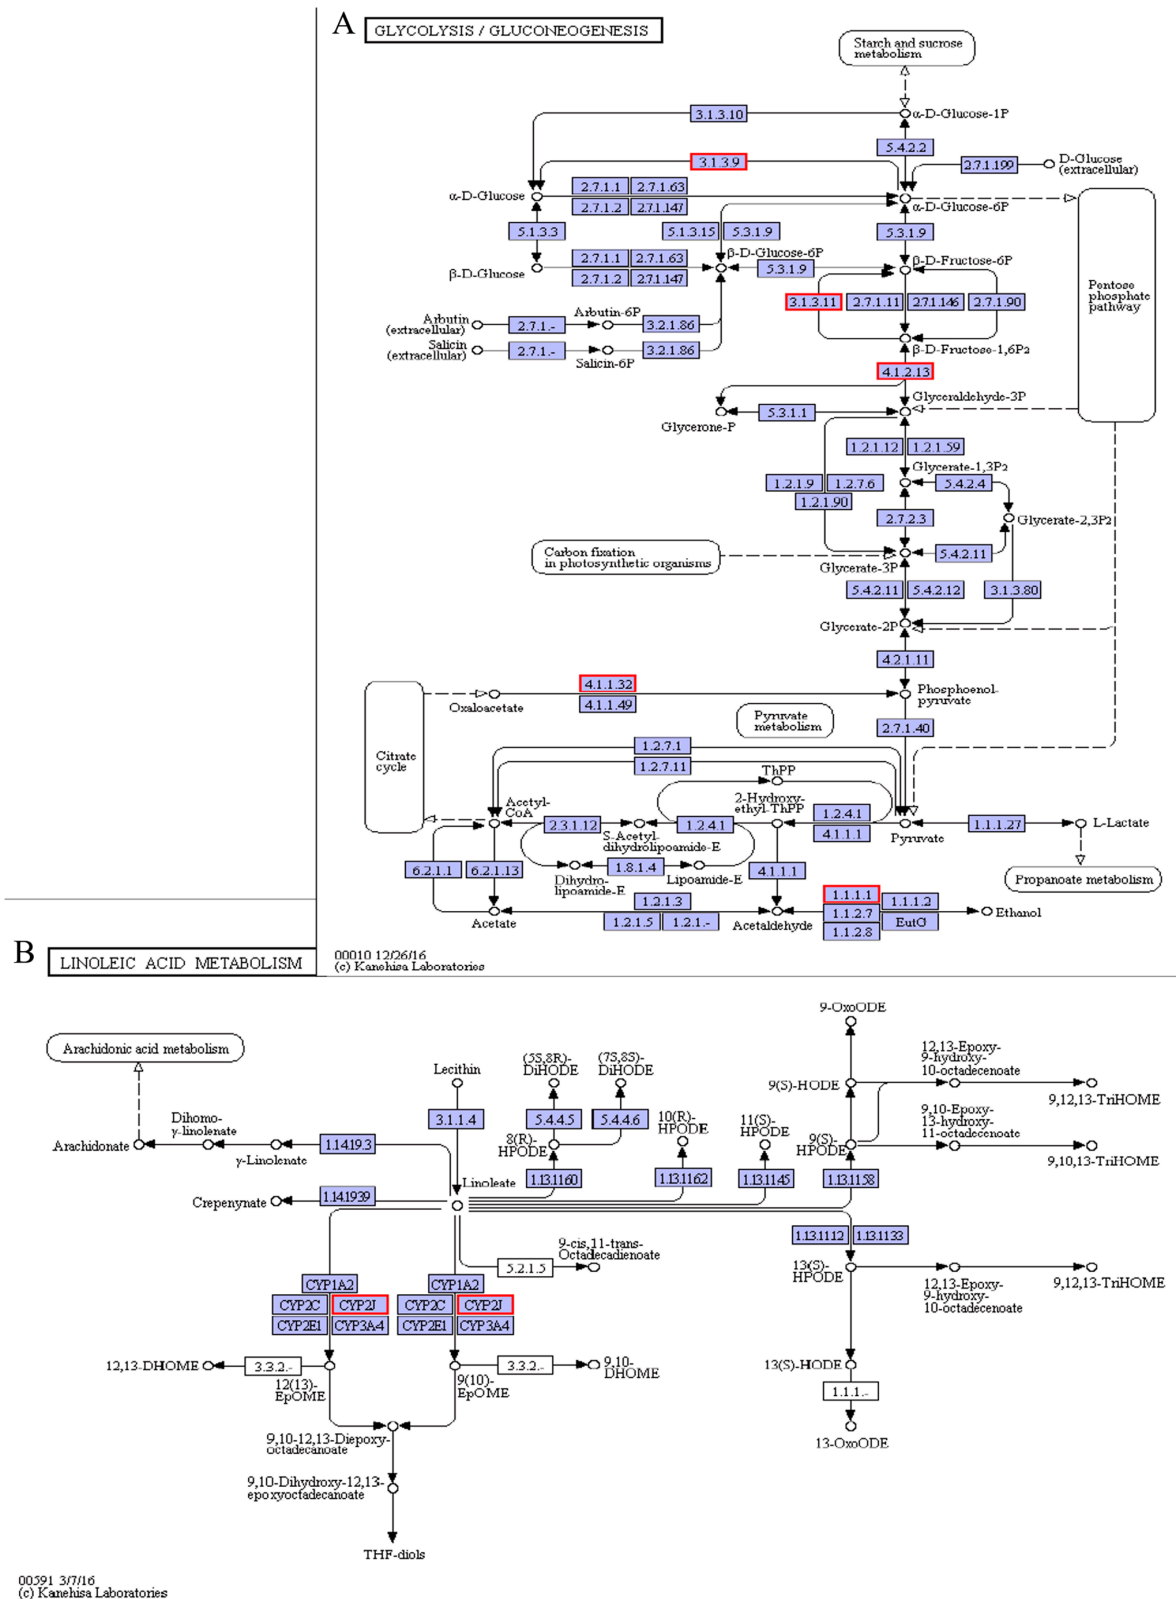 A
GLYCOLYSIS / GLUCONEOGENESIS
Starch and sucrose
metabolism
3.1.3.10
α-D-Glucose-1P
5.4.2.2
3.1.3.9
2.7.1.199
D-Glucose
(extracellular)
α-D-Glucose
2.7.1.1
2.7.1.63
2.7.1.2
2.7.1.147
α-D-Glucose-6P
5.1.3.3
5.1.3.15
5.3.1.9
5.3.1.9
β-D-Glucose
2.7.1.1
2.7.1.63
2.7.1.2
2.7.1.147
β-D-Glucose-6P
5.3.1.9
β-D-Fructose-6P
Pentose
phosphate
pathway
3.1.3.11
2.7.1.11
2.7.1.146
2.7.1.90
Arbutin
(extracellular)
2.7.1.-
Arbutin-6P
3.2.1.86
Salicin
(extracellular)
2.7.1.-
Salicin-6P
3.2.1.86
β-D-Fructose-1,6P2
4.1.2.13
Glycerone-P
5.3.1.1
Glyceraldehyde-3P
1.2.1.12
1.2.1.59
Glycerate-1,3P2
1.2.1.9
1.2.7.6
1.2.1.90
5.4.2.4
2.7.2.3
Glycerate-2,3P2
Carbon fixation
in photosynthetic organisms
5.4.2.11
Glycerate-3P
5.4.2.11
5.4.2.12
3.1.3.80
Glycerate-2P
4.2.1.11
4.1.1.32
Oxaloacetate
4.1.1.49
Phosphoenol-
pyruvate
Pyruvate
metabolism
2.7.1.40
Citrate
cycle
1.2.7.1
1.2.7.11
ThPP
Acetyl-
CoA
2-Hydroxy-
ethyl-ThPP
2.3.1.12
S-Acetyl-
dihydrolipoamide-E
1.2.4.1
1.2.4.1
4.1.1.1
Pyruvate
1.1.1.27
L-Lactate
6.2.1.1
6.2.1.13
Dihydro-
lipoamide-E
1.8.1.4
Lipoamide-E
4.1.1.1
Propanoate metabolism
Acetate
1.2.1.3
1.2.1.5
1.2.1.-
Acetaldehyde
1.1.1.1
1.1.1.2
1.1.2.7
EutG
1.1.2.8
Ethanol
00010 12/26/16
(c) Kanehisa Laboratories
B
LINOLEIC ACID METABOLISM
Arachidonic acid metabolism
Lecithin
(5S,8R)-
DiHODE
(7S,8S)-
DiHODE
9-OxoODE
9(S)-HODE
12,13-Epoxy-
9-hydroxy-
10-octadecenoate
9,12,13-TriHOME
3.1.1.4
5.4.4.5
5.4.4.6
10(R)-
HPODE
11(S)-
HPODE
9(S)-
HPODE
9,10-Epoxy-
13-hydroxy-
11-octadecenoate
9,10,13-TriHOME
Arachidonate
Dihomo-
γ-linolenate
γ-Linolenate
1.14.19.3
8(R)-
HPODE
1.13.1160
1.13.1162
1.13.1145
1.13.1158
Linoleate
Crepenynate
1.14.1939
1.13.1112
1.13.1133
9-cis,11-trans-
Octadecadienoate
5.2.1.5
13(S)-
HPODE
12,13-Epoxy-
9-hydroxy-
10-octadecenoate
9,12,13-TriHOME
CYP1A2
CYP2C
CYP2J
CYP2E1
CYP3A4
CYP1A2
CYP2C
CYP2J
CYP2E1
CYP3A4
12,13-DHOME
3.3.2.-
12(13)-
EpOME
9(10)-
EpOME
3.3.2.-
9,10-
DHOME
13(S)-HODE
1.1.1.-
13-OxoODE
9,10-12,13-Diepoxy-
octadecanoate
9,10-Dihydroxy-12,13-
epoxyoctadecanoate
THF-diols
00591 3/7/16
(c) Kanehisa Laboratories